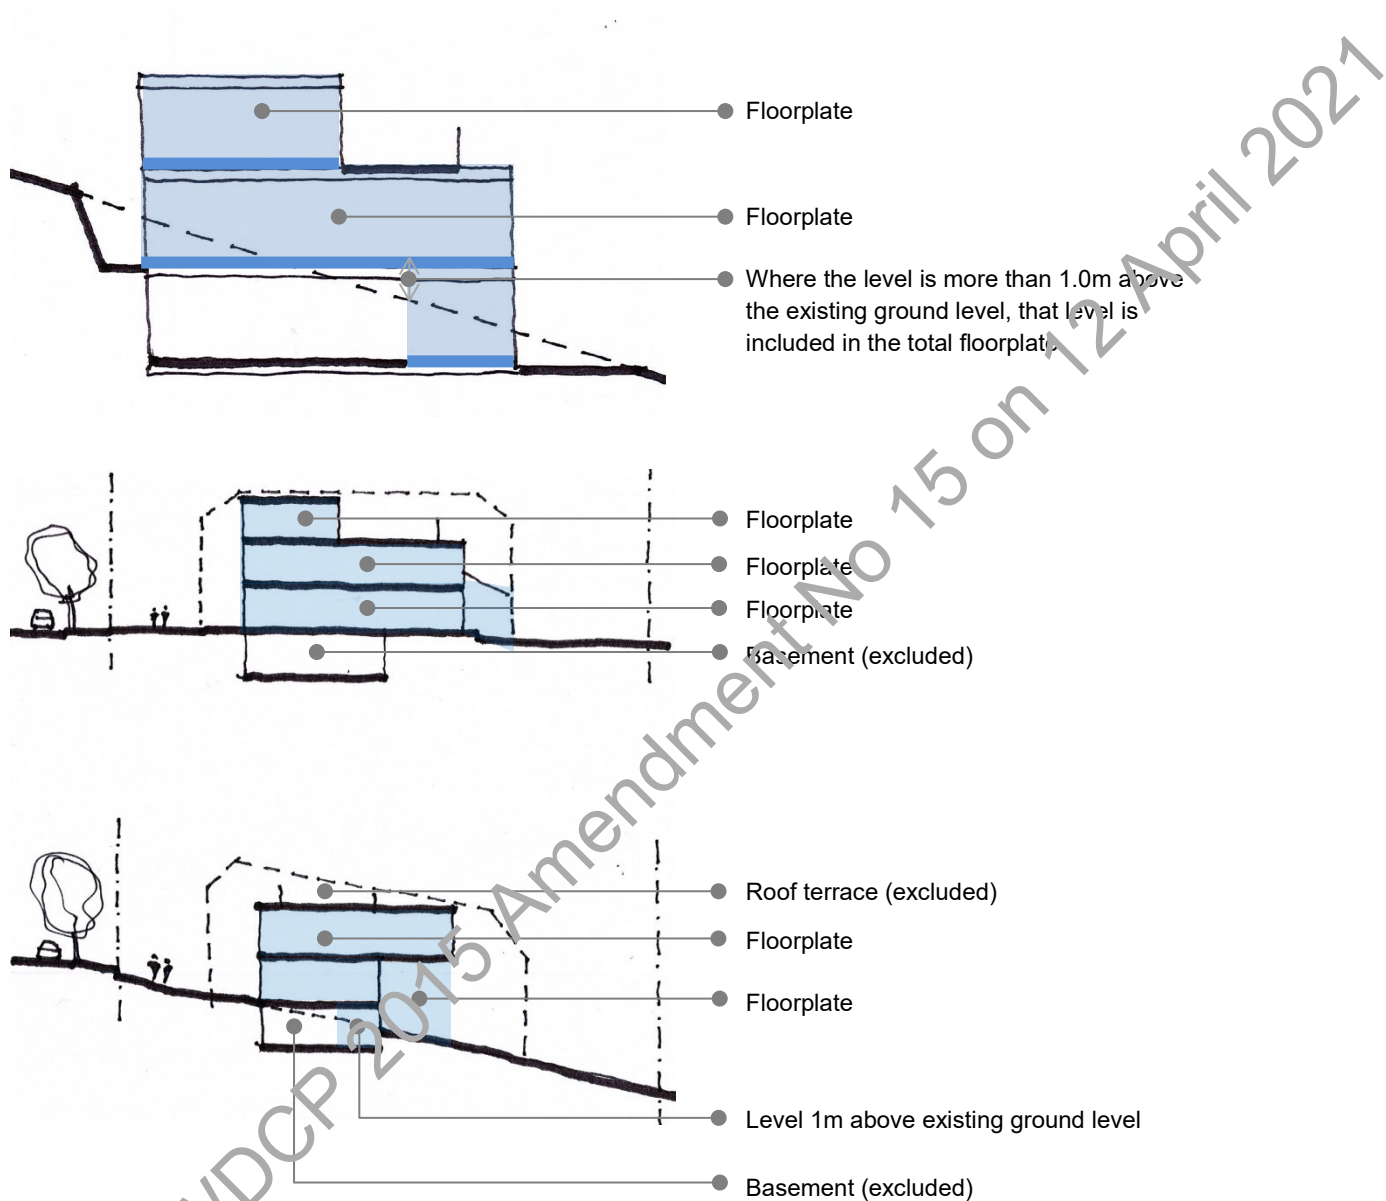 Floorplate
Floorplate
Where the level is more than 1.0m above
the existing ground level, that level is
included in the total floorplate
Floorplate
Floorplate
Floorplate
Basement (excluded)
Roof terrace (excluded)
Floorplate
Floorplate
Level 1m above existing ground level
Basement (excluded)
DCP 2015 Amendment No 15 on 12 April 2021